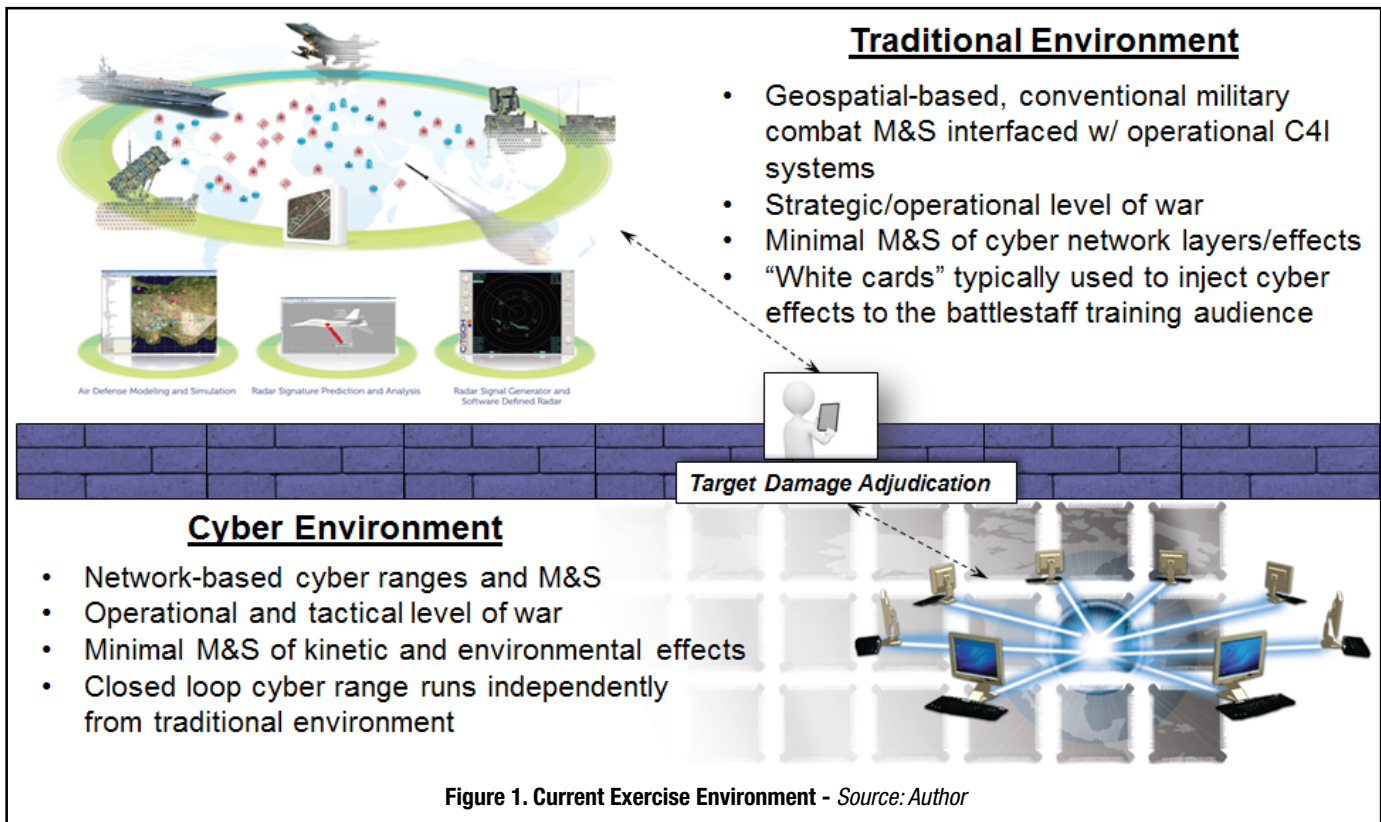 Traditional Environment
• Geospatial-based, conventional military
combat M&S interfaced w/ operational C4I
systems
• Strategic/operational level of war
• Minimal M&S of cyber network layers/effects
• “White cards” typically used to inject cyber
effects to the battlestaff training audience
Air Defense Modeling and Simulation
Radar Signature Prediction and Analysis
Radar Signal Generator and
Software Defined Radar
Target Damage Adjudication
Cyber Environment
• Network-based cyber ranges and M&S
• Operational and tactical level of war
• Minimal M&S of kinetic and environmental effects
• Closed loop cyber range runs independently
from traditional environment
Figure 1. Current Exercise Environment - Source: Author